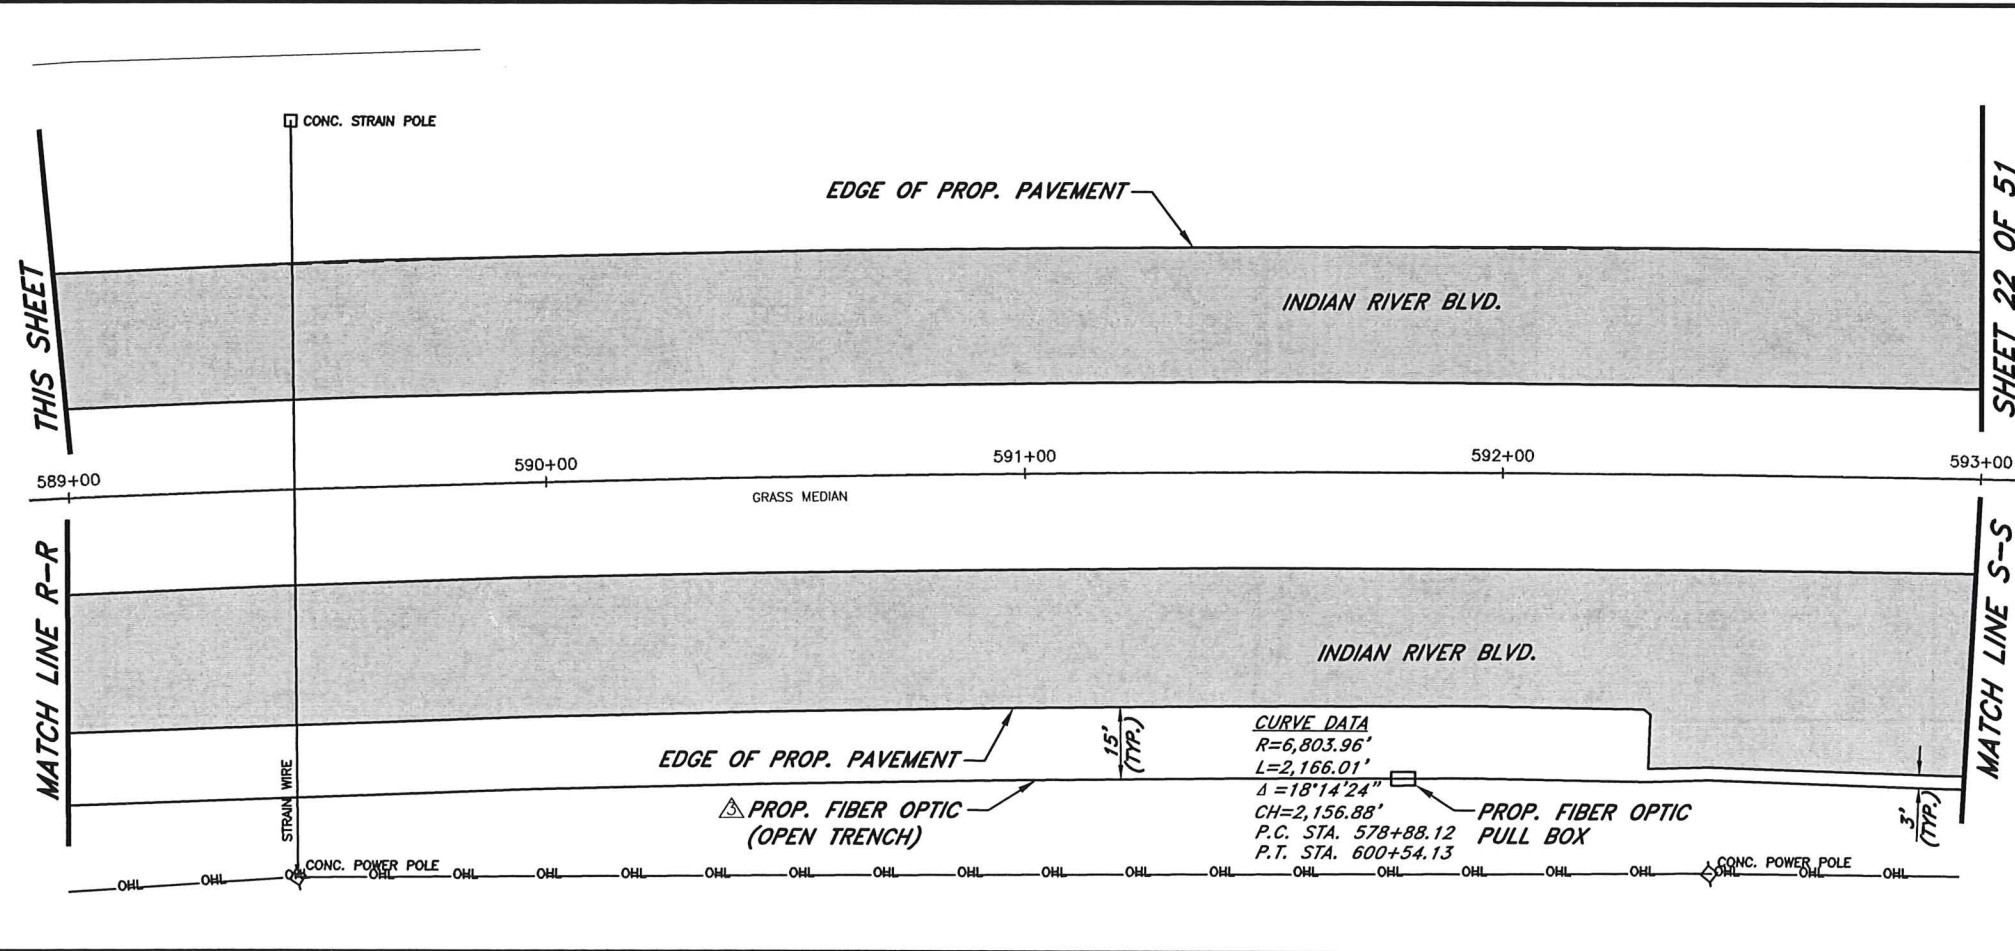 CONC. STRAIN POLE
EDGE OF PROP. PAVEMENT
INDIAN RIVER BLVD.
THIS SHEET
SHEET 22 OF 51
589+00
590+00
591+00
592+00
593+00
GRASS MEDIAN
MATCH LINE R-R
MATCH LINE S-S
INDIAN RIVER BLVD.
EDGE OF PROP. PAVEMENT
15'
(TYP.)
CURVE DATA
R=6,803.96'
L=2,166.01'
Δ=18°14'24"
CH=2,156.88'
P.C. STA. 578+88.12
P.T. STA. 600+54.13
3 PROP. FIBER OPTIC
(OPEN TRENCH)
PROP. FIBER OPTIC
PULL BOX
3'
(TYP.)
STRAIN WIRE
CONC. POWER POLE
CONC. POWER POLE
OHL OHL OHL OHL OHL OHL OHL OHL OHL OHL OHL OHL OHL OHL OHL OHL OHL OHL OHL OHL OHL OHL